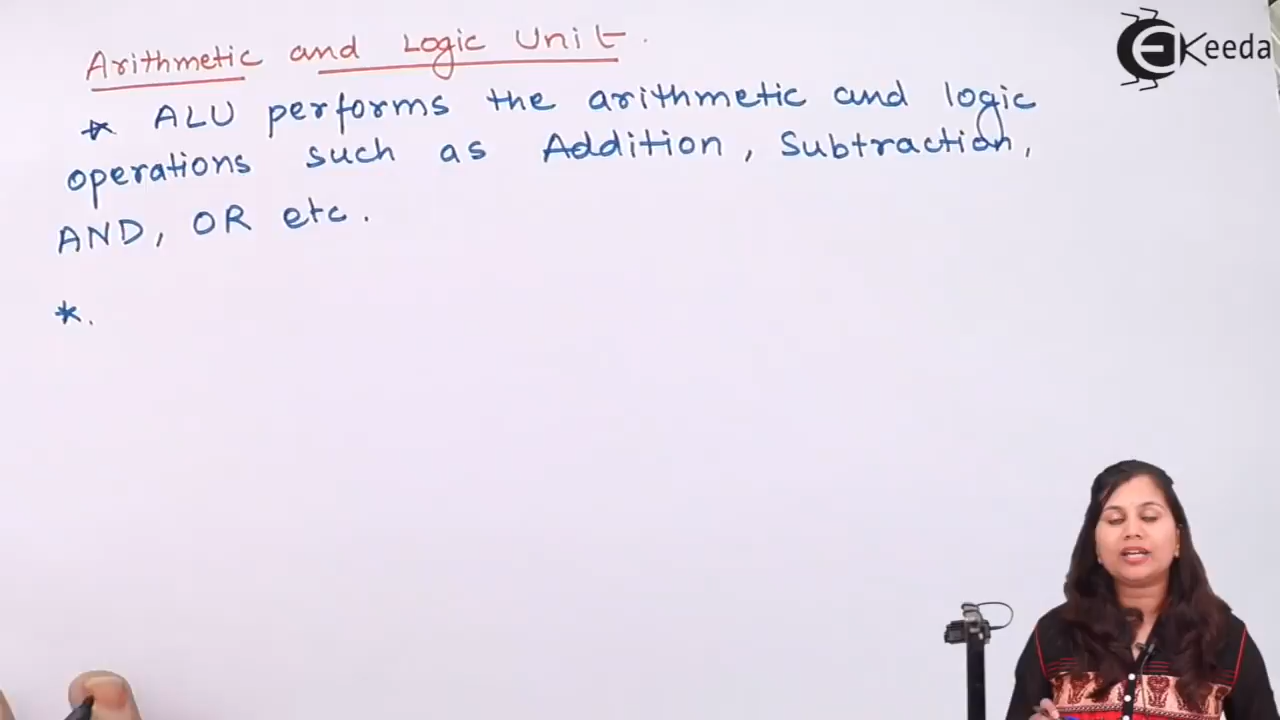 Arithmetic and Logic Unit.
* ALU performs the arithmetic and logic
operations such as Addition, Subtraction,
AND, OR etc.
*.
EKeeda